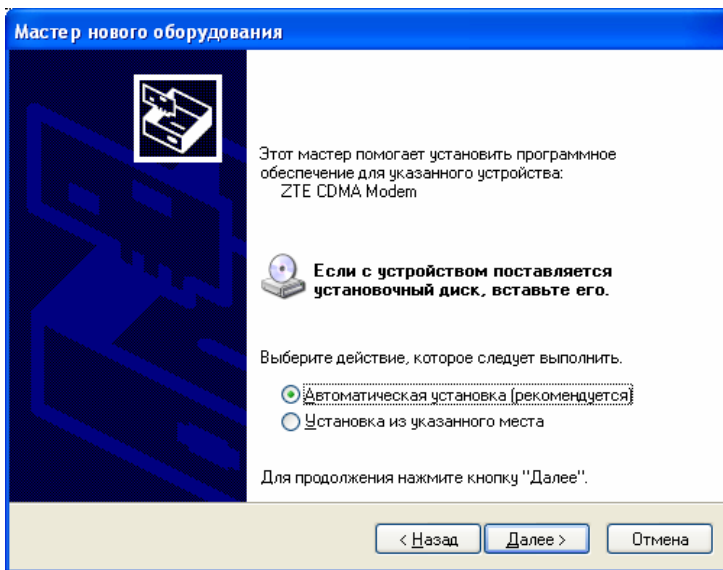 Мастер нового оборудования
Этот мастер помогает установить программное
обеспечение для указанного устройства:
ZTE CDMA Modem
Если с устройством поставляется
установочный диск, вставьте его.
Выберите действие, которое следует выполнить.
Автоматическая установка (рекомендуется)
Установка из указанного места
Для продолжения нажмите кнопку "Далее".
< Назад Далее > Отмена